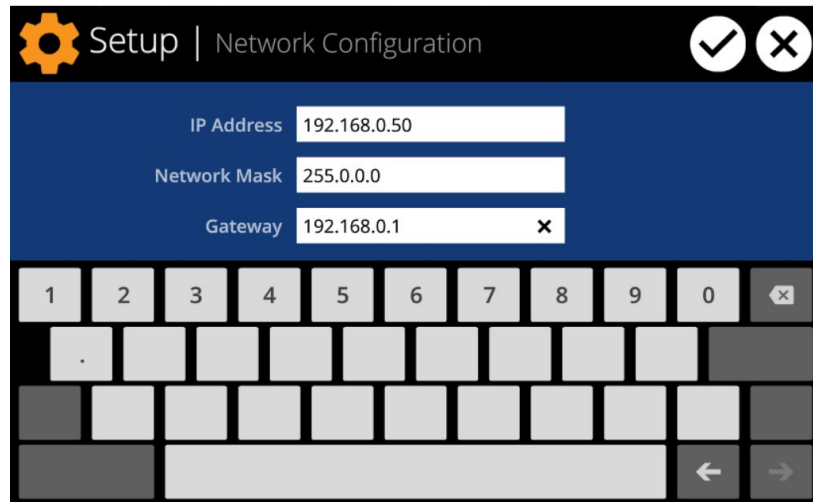 Setup | Network Configuration
IP Address 192.168.0.50
Network Mask 255.0.0.0
Gateway 192.168.0.1
1 2 3 4 5 6 7 8 9 0
.